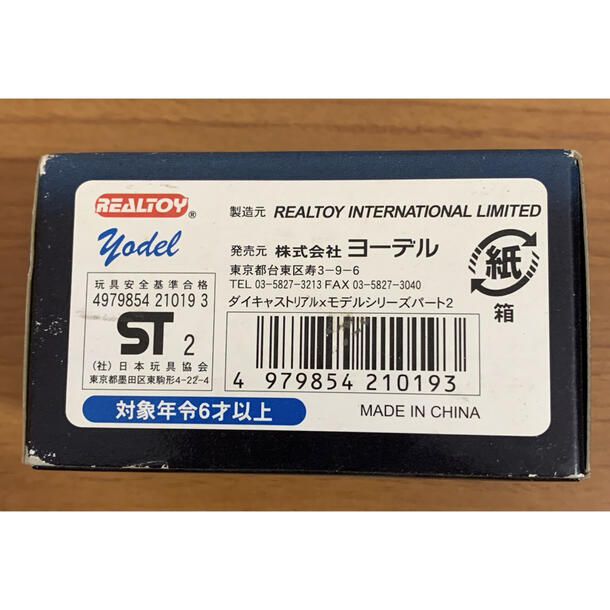 REALTOY®
Yodel
製造元 REALTOY INTERNATIONAL LIMITED
発売元 株式会社 ヨーデル
東京都台東区寿3-9-6
TEL 03-5827-3213 FAX 03-5827-3040
ダイキャストリアル×モデルシリーズパート2
玩具安全基準合格
4979854 21019 3
ST 2
(社)日本玩具協会
東京都墨田区東駒形4-22-4
対象年令6才以上
4 979854 210193
MADE IN CHINA
紙
箱